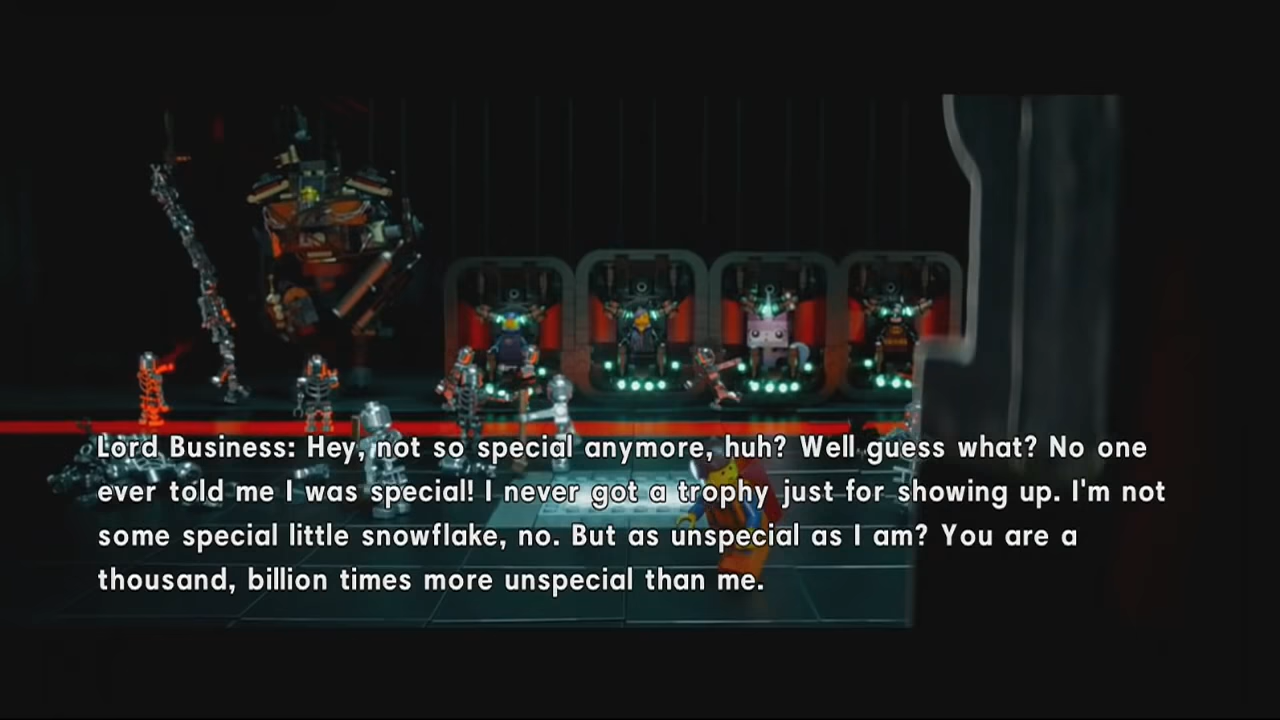 Lord Business: Hey, not so special anymore, huh? Well guess what? No one
ever told me I was special! I never got a trophy just for showing up. I'm not
some special little snowflake, no. But as unspecial as I am? You are a
thousand, billion times more unspecial than me.